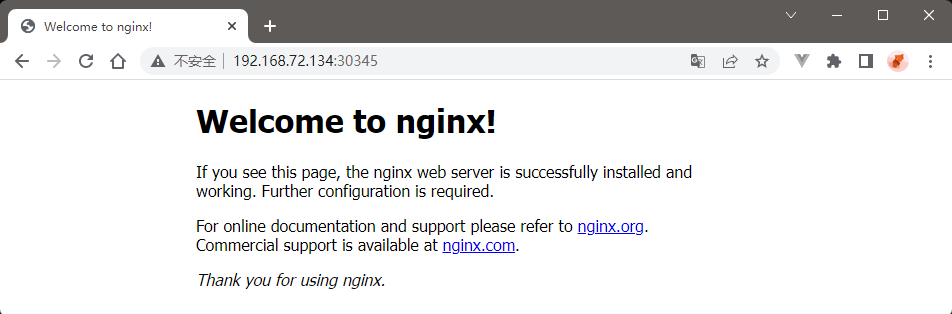 Welcome to nginx!
不安全 192.168.72.134:30345
Welcome to nginx!
If you see this page, the nginx web server is successfully installed and
working. Further configuration is required.
For online documentation and support please refer to nginx.org.
Commercial support is available at nginx.com.
Thank you for using nginx.